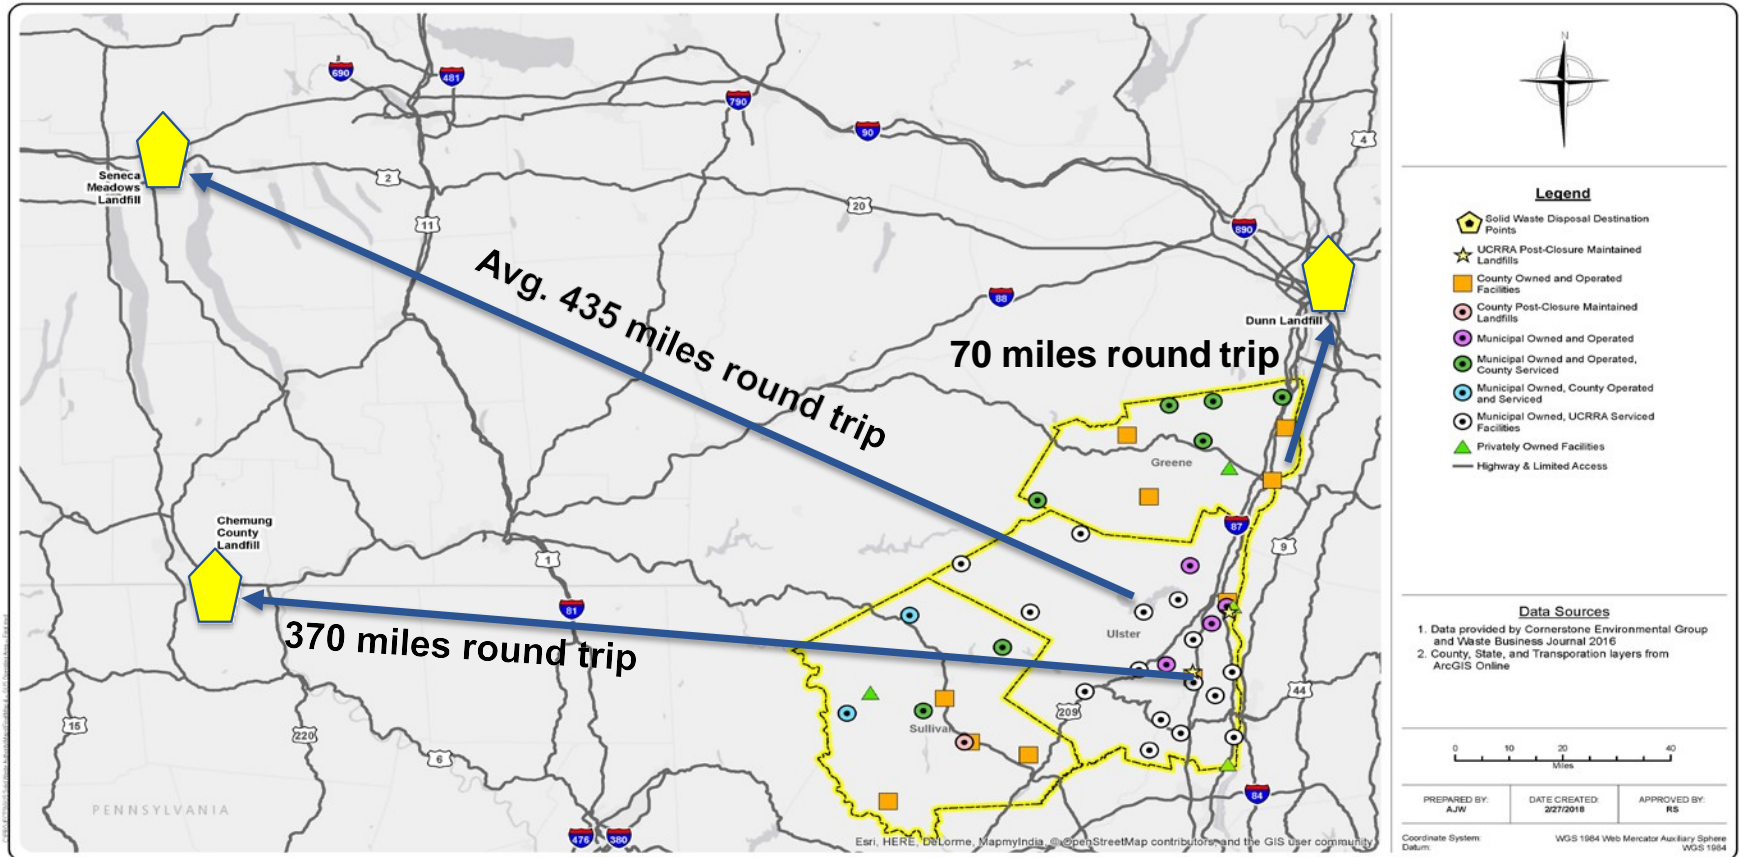 690
481
790
90
4
Seneca
Meadows
Landfill
2
11
20
890
Avg. 435 miles round trip
88
Dunn Landfill
70 miles round trip
Greene
87
9
Chemung
County
Landfill
1
81
370 miles round trip
Ulster
209
44
Sullivan
15
220
6
84
PENNSYLVANIA
476
380
Esri, HERE, DeLorme, MapmyIndia, © OpenStreetMap contributors, and the GIS user community
N
Legend
Solid Waste Disposal Destination
Points
UCRRA Post-Closure Maintained
Landfills
County Owned and Operated
Facilities
County Post-Closure Maintained
Landfills
Municipal Owned and Operated
Municipal Owned and Operated,
County Serviced
Municipal Owned, County Operated
and Serviced
Municipal Owned, UCRRA Serviced
Facilities
Privately Owned Facilities
Highway & Limited Access
Data Sources
1. Data provided by Cornerstone Environmental Group
and Waste Business Journal 2016
2. County, State, and Transporation layers from
ArcGIS Online
0 10 20 40
Miles
PREPARED BY:
AJW
DATE CREATED:
2/27/2018
APPROVED BY:
RS
Coordinate System: WGS 1984 Web Mercator Auxiliary Sphere
Datum: WGS 1984